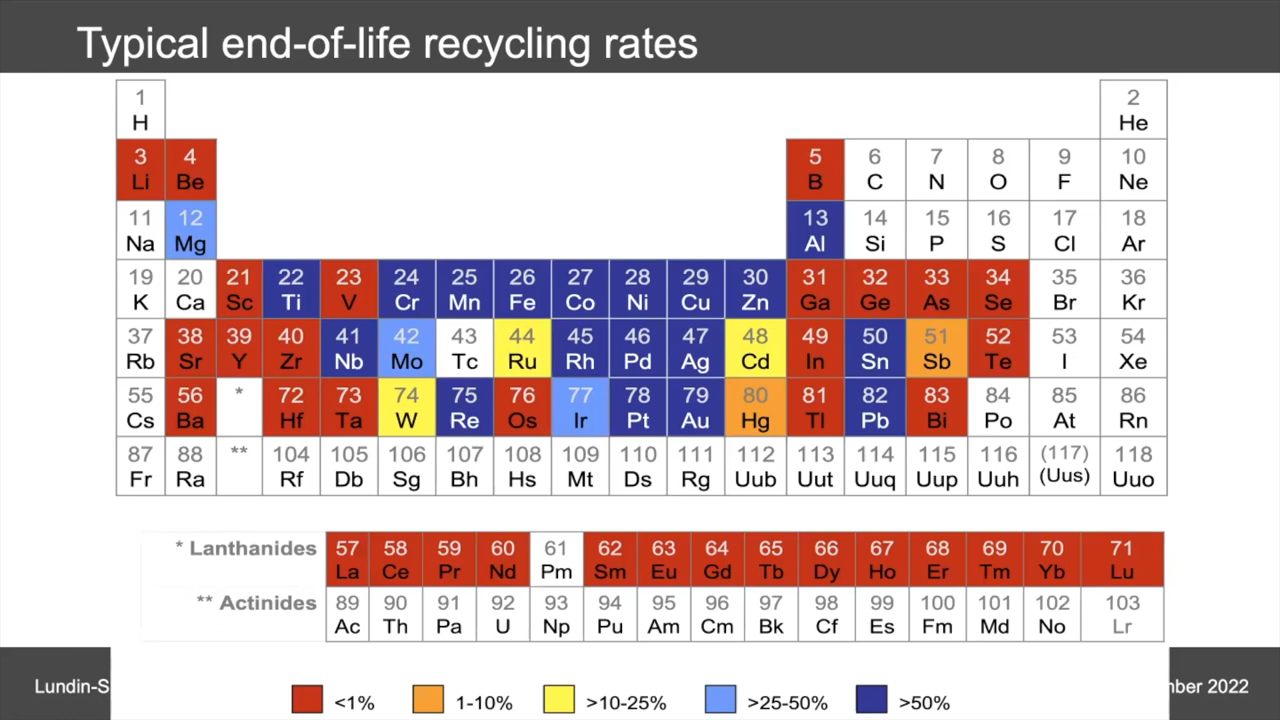 Typical end-of-life recycling rates
1 2
H He
3 4 5 6 7 8 9 10
Li Be B C N O F Ne
11 12 13 14 15 16 17 18
Na Mg Al Si P S Cl Ar
19 20 21 22 23 24 25 26 27 28 29 30 31 32 33 34 35 36
K Ca Sc Ti V Cr Mn Fe Co Ni Cu Zn Ga Ge As Se Br Kr
37 38 39 40 41 42 43 44 45 46 47 48 49 50 51 52 53 54
Rb Sr Y Zr Nb Mo Tc Ru Rh Pd Ag Cd In Sn Sb Te I Xe
55 56 * 72 73 74 75 76 77 78 79 80 81 82 83 84 85 86
Cs Ba Hf Ta W Re Os Ir Pt Au Hg Tl Pb Bi Po At Rn
87 88 ** 104 105 106 107 108 109 110 111 112 113 114 115 116 (117) 118
Fr Ra Rf Db Sg Bh Hs Mt Ds Rg Uub Uut Uuq Uup Uuh (Uus) Uuo
* Lanthanides 57 58 59 60 61 62 63 64 65 66 67 68 69 70 71
La Ce Pr Nd Pm Sm Eu Gd Tb Dy Ho Er Tm Yb Lu
** Actinides 89 90 91 92 93 94 95 96 97 98 99 100 101 102 103
Ac Th Pa U Np Pu Am Cm Bk Cf Es Fm Md No Lr
Lundin-S mber 2022
<1% 1-10% >10-25% >25-50% >50%